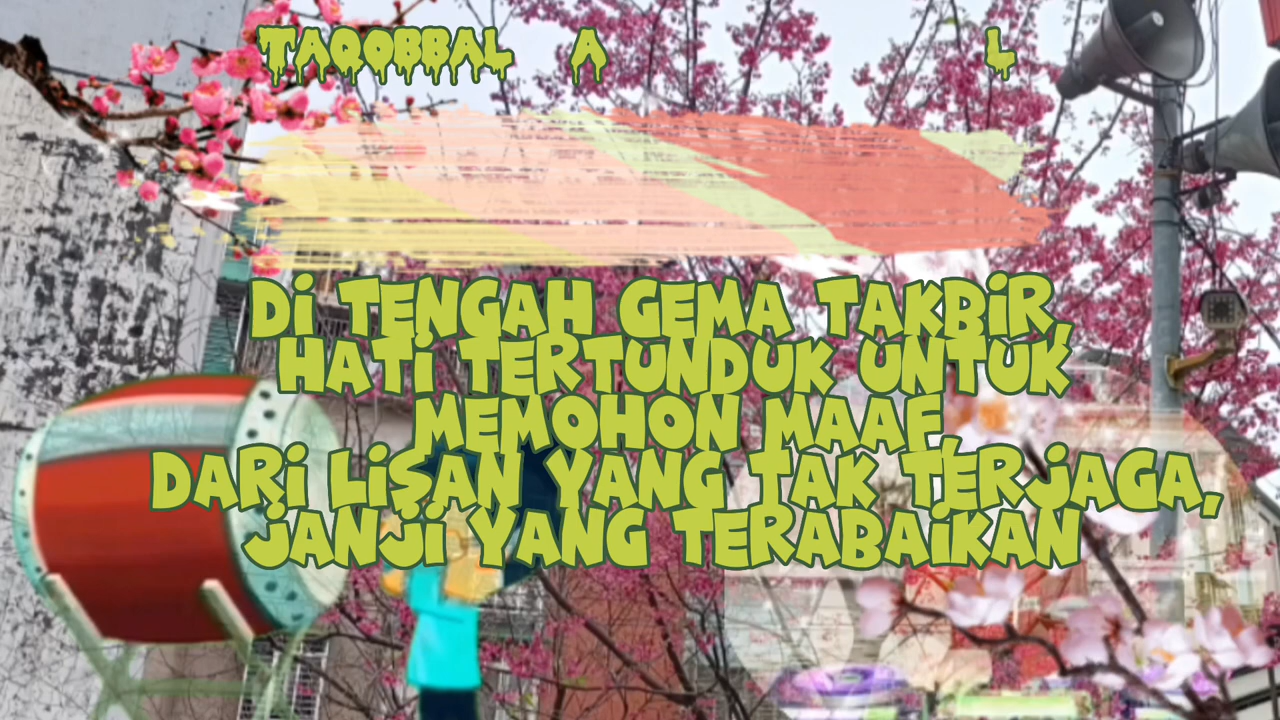 TAQOBBAL A L
Di TENGAH GEMA TAKBiR,
HATi TERTUNDUK UNTUK
MEMOHON MAAF,
DARi LiSAN YANG TAK TERJAGA,
JANJi YANG TERABAiKAN